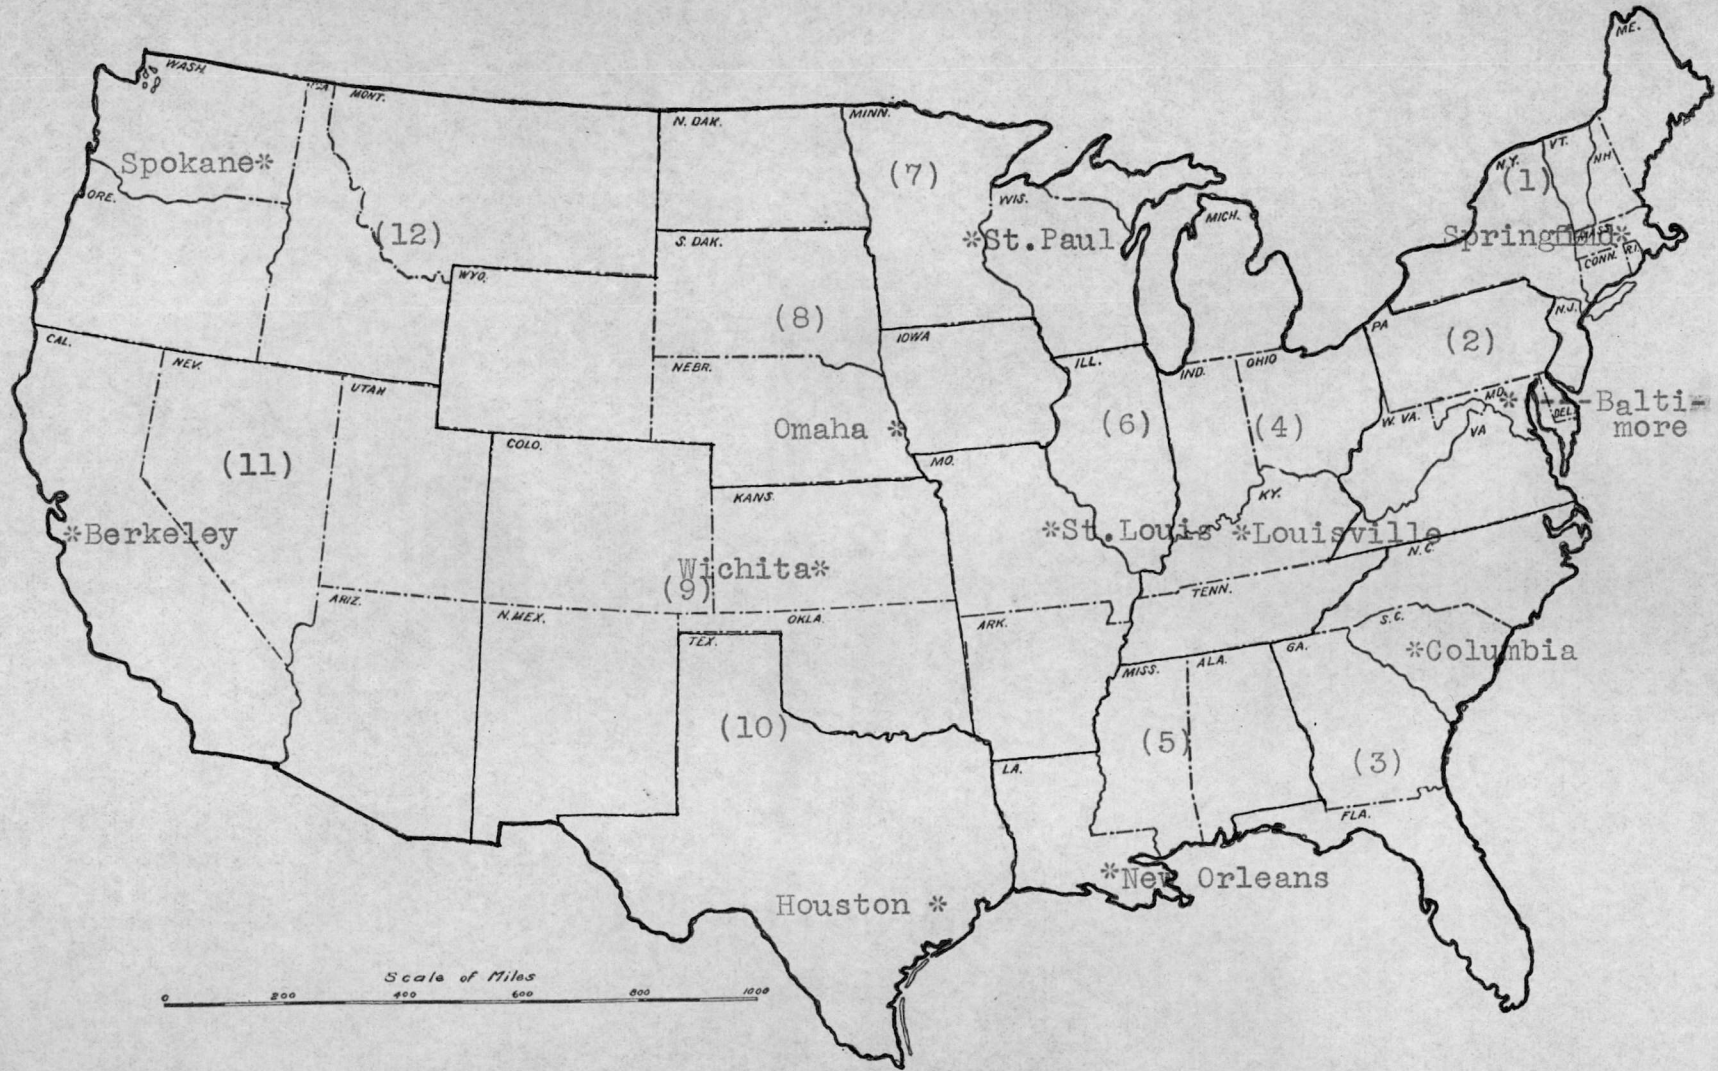 ME.
WASH.
MONT.
N. DAK.
MINN.
VT.
N.H.
N.Y.
(1)
Spokane*
(7)
ORE.
WIS.
MICH.
(12)
S. DAK.
*St.Paul
Springfield*
MASS.
CONN. R.I.
WYO.
(8)
N.J.
PA
(2)
CAL.
NEV.
UTAH
NEBR.
IOWA
ILL.
IND.
OHIO
MD.
*---Balti-
more
DEL.
W. VA.
VA
Omaha *
(6)
(4)
COLO.
(11)
MO.
KANS.
KY.
*Berkeley
*St.Louis
*Louisville
N.C.
Wichita*
(9)
ARIZ.
N.MEX.
OKLA.
ARK.
TENN.
S.C.
TEX.
*Columbia
MISS.
ALA.
GA.
(10)
(5)
(3)
LA.
FLA.
*New Orleans
Houston *
Scale of Miles
0 200 400 600 800 1000